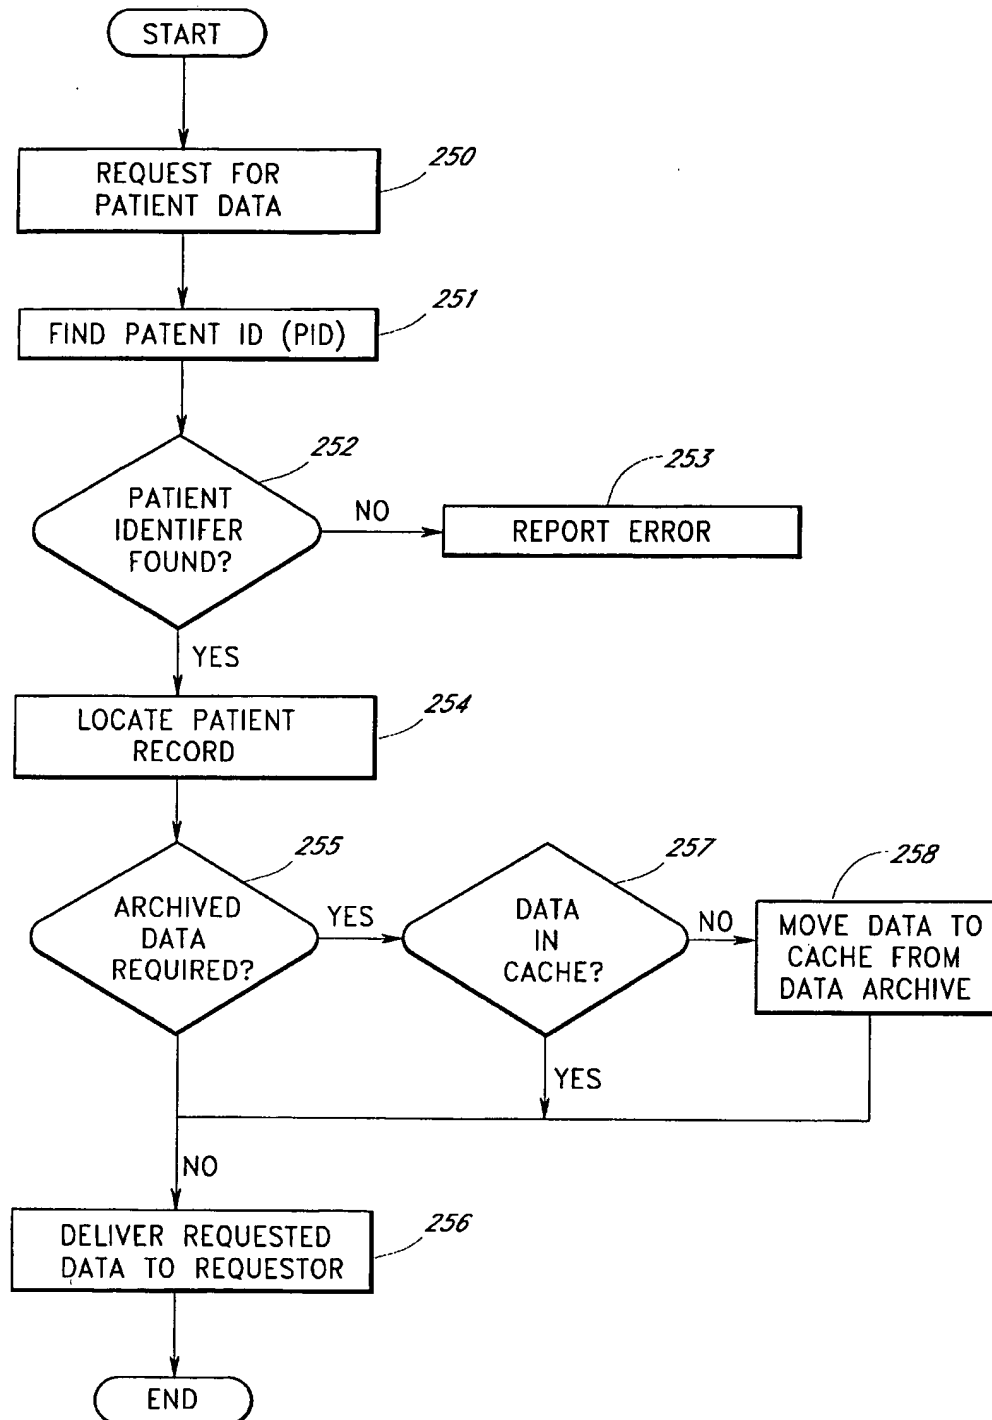 START
250
REQUEST FOR
PATIENT DATA
251
FIND PATENT ID (PID)
252
PATIENT
IDENTIFER
FOUND?
NO
253
REPORT ERROR
YES
254
LOCATE PATIENT
RECORD
255
ARCHIVED
DATA
REQUIRED?
YES
257
DATA
IN
CACHE?
NO
258
MOVE DATA TO
CACHE FROM
DATA ARCHIVE
YES
NO
256
DELIVER REQUESTED
DATA TO REQUESTOR
END